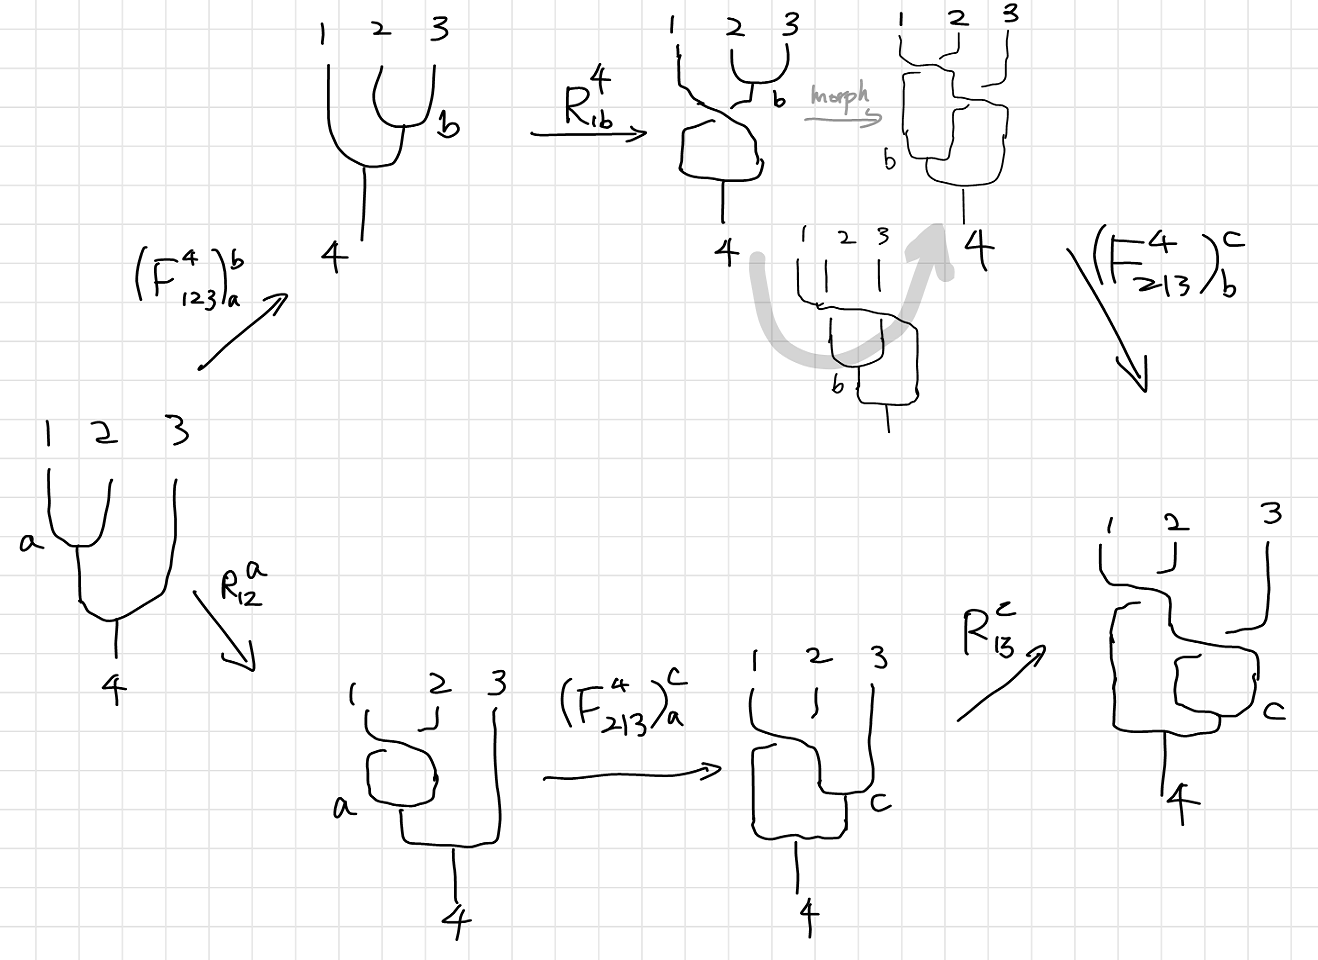 1 2 3
b
4
R^4_{1b}
1 2 3
b
4
morph
1 2 3
b
4
1 2 3
b
(F^4_{123})^b_a
(F^4_{213})^c_b
1 2 3
a
4
R^a_{12}
1 2 3
a
4
(F^4_{213})^c_a
1 2 3
c
4
R^c_{13}
1 2 3
c
4